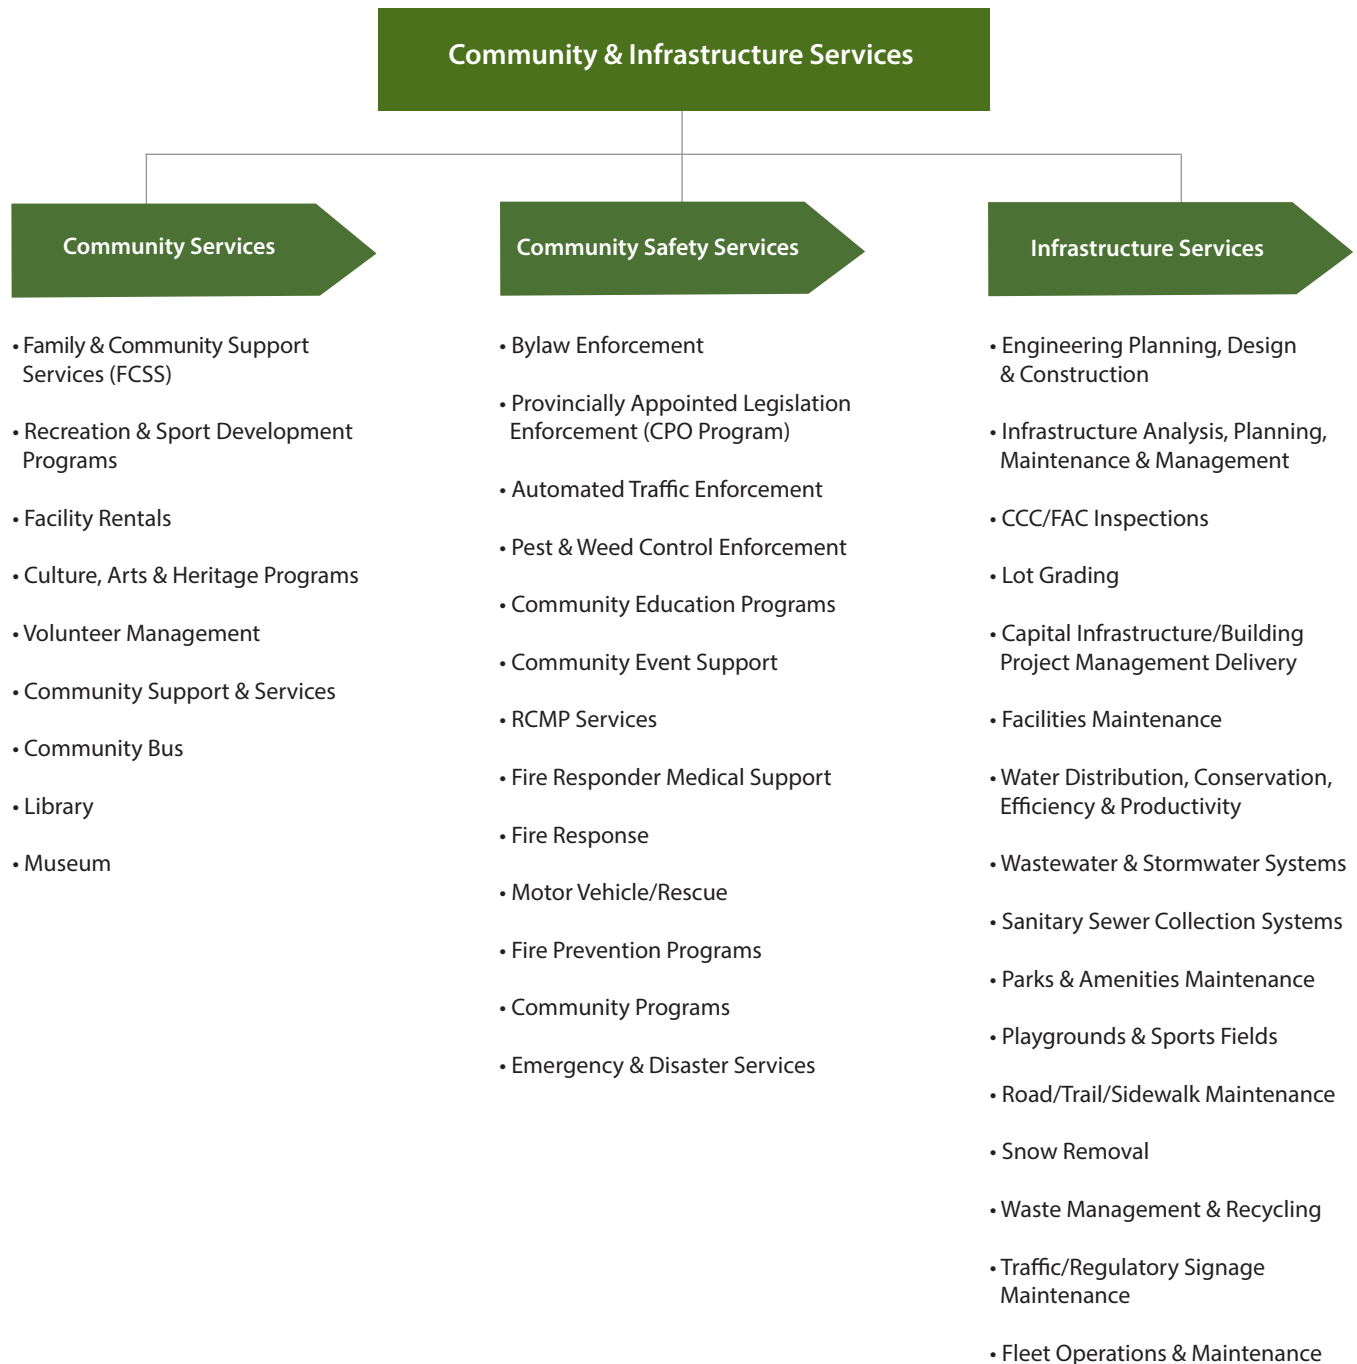 Community & Infrastructure Services
Community Services
• Family & Community Support
Services (FCSS)
• Recreation & Sport Development
Programs
• Facility Rentals
• Culture, Arts & Heritage Programs
• Volunteer Management
• Community Support & Services
• Community Bus
• Library
• Museum
Community Safety Services
• Bylaw Enforcement
• Provincially Appointed Legislation
Enforcement (CPO Program)
• Automated Traffic Enforcement
• Pest & Weed Control Enforcement
• Community Education Programs
• Community Event Support
• RCMP Services
• Fire Responder Medical Support
• Fire Response
• Motor Vehicle/Rescue
• Fire Prevention Programs
• Community Programs
• Emergency & Disaster Services
Infrastructure Services
• Engineering Planning, Design
& Construction
• Infrastructure Analysis, Planning,
Maintenance & Management
• CCC/FAC Inspections
• Lot Grading
• Capital Infrastructure/Building
Project Management Delivery
• Facilities Maintenance
• Water Distribution, Conservation,
Efficiency & Productivity
• Wastewater & Stormwater Systems
• Sanitary Sewer Collection Systems
• Parks & Amenities Maintenance
• Playgrounds & Sports Fields
• Road/Trail/Sidewalk Maintenance
• Snow Removal
• Waste Management & Recycling
• Traffic/Regulatory Signage
Maintenance
• Fleet Operations & Maintenance